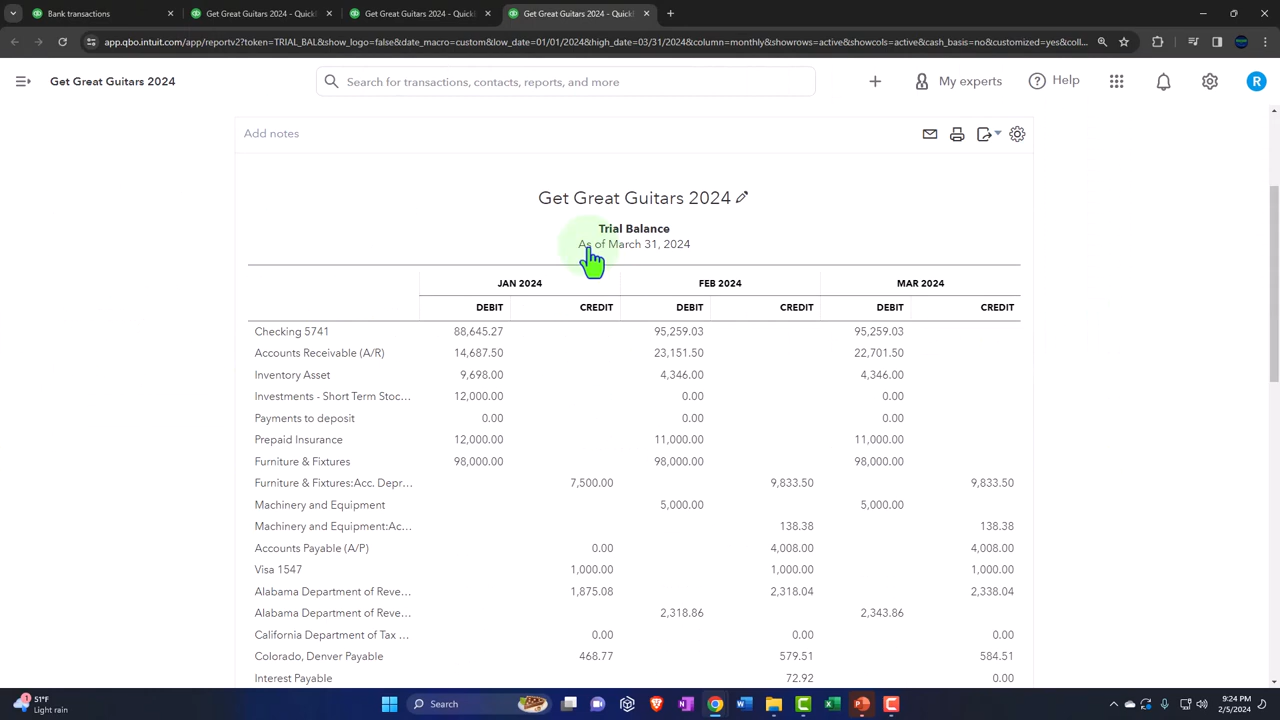 Bank transactions
Get Great Guitars 2024 - Quick
Get Great Guitars 2024 - Quick
Get Great Guitars 2024 - Quick
app.qbo.intuit.com/app/reportv2?token=TRIAL_BAL&show_logo=false&date_macro=custom&low_date=01/01/2024&high_date=03/31/2024&column=monthly&showrows=active&showcols=active&cash_basis=no&customized=yes&coll...
Get Great Guitars 2024
Search for transactions, contacts, reports, and more
My experts
Help
R
Add notes
Get Great Guitars 2024
Trial Balance
As of March 31, 2024
JAN 2024 FEB 2024 MAR 2024
DEBIT CREDIT DEBIT CREDIT DEBIT CREDIT
Checking 5741 88,645.27 95,259.03 95,259.03
Accounts Receivable (A/R) 14,687.50 23,151.50 22,701.50
Inventory Asset 9,698.00 4,346.00 4,346.00
Investments - Short Term Stoc... 12,000.00 0.00 0.00
Payments to deposit 0.00 0.00 0.00
Prepaid Insurance 12,000.00 11,000.00 11,000.00
Furniture & Fixtures 98,000.00 98,000.00 98,000.00
Furniture & Fixtures:Acc. Depr... 7,500.00 9,833.50 9,833.50
Machinery and Equipment 5,000.00 5,000.00
Machinery and Equipment:Ac... 138.38 138.38
Accounts Payable (A/P) 0.00 4,008.00 4,008.00
Visa 1547 1,000.00 1,000.00 1,000.00
Alabama Department of Reve... 1,875.08 2,318.04 2,338.04
Alabama Department of Reve... 2,318.86 2,343.86
California Department of Tax ... 0.00 0.00 0.00
Colorado, Denver Payable 468.77 579.51 584.51
Interest Payable 72.92 0.00
1
51°F
Light rain
Search
9:24 PM
2/5/2024